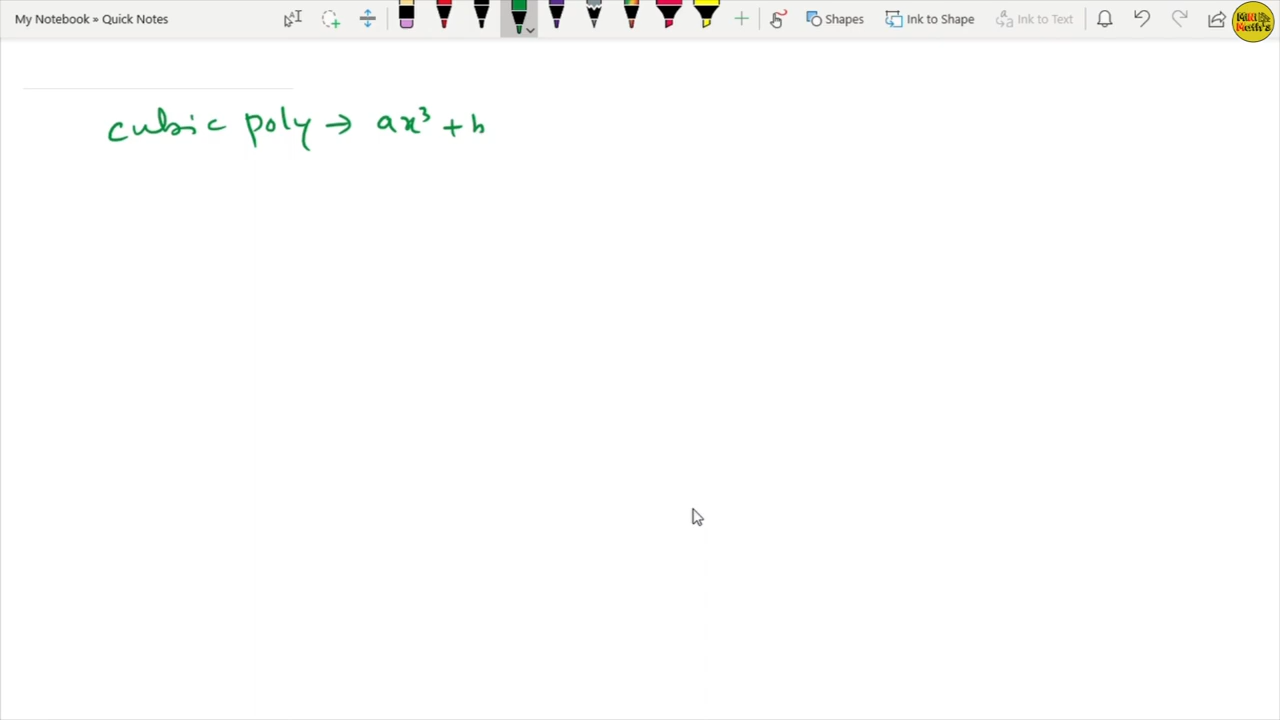 My Notebook » Quick Notes
Shapes
Ink to Shape
Ink to Text
cubic poly → ax³ + b